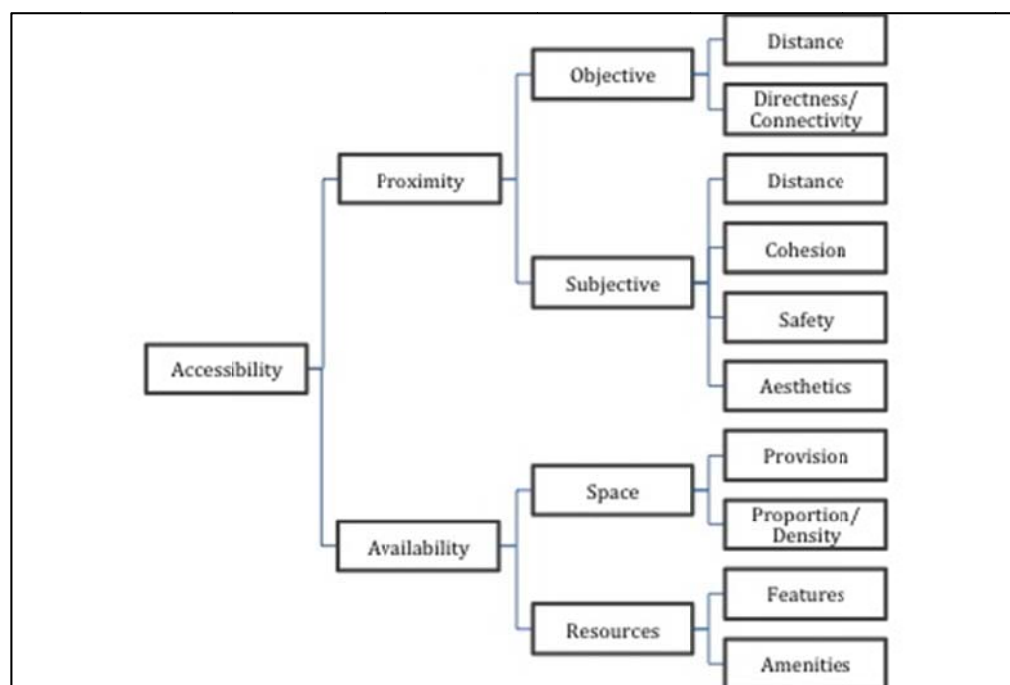 Distance
Objective
Directness/
Connectivity
Proximity
Distance
Cohesion
Subjective
Safety
Accessibility
Aesthetics
Provision
Space
Proportion/
Density
Availability
Features
Resources
Amenities